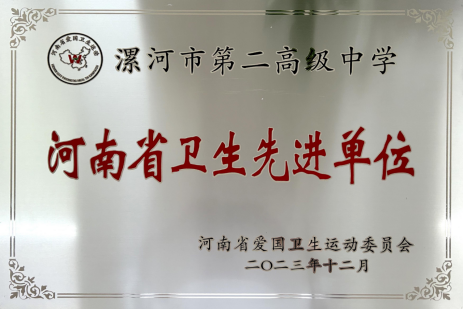 漯河市第二高级中学
河南省卫生先进单位
河南省爱国卫生运动委员会
二〇二三年十二月